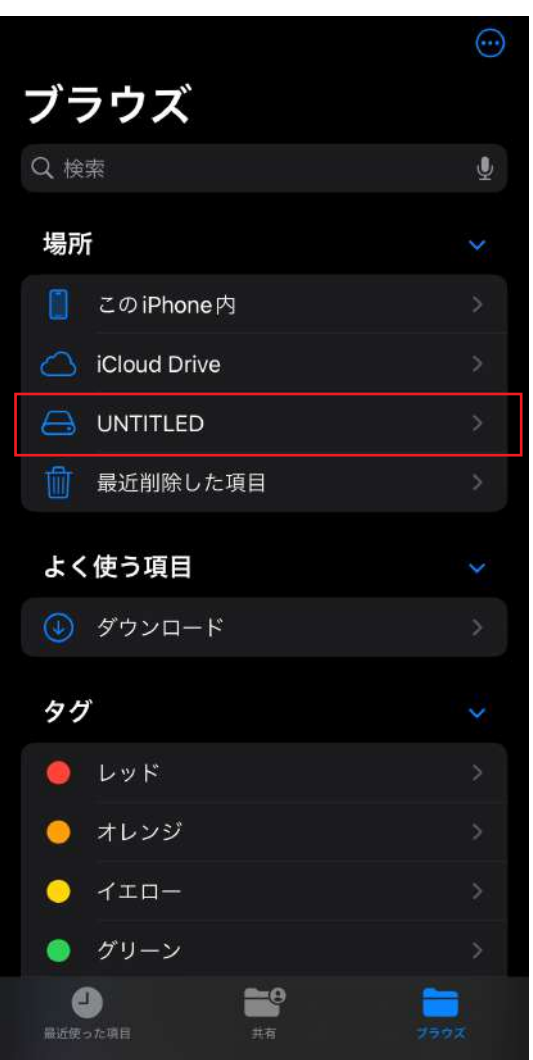 ブラウズ
検索
場所
このiPhone内
iCloud Drive
UNTITLED
最近削除した項目
よく使う項目
ダウンロード
タグ
レッド
オレンジ
イエロー
グリーン
最近使った項目
共有
ブラウズ